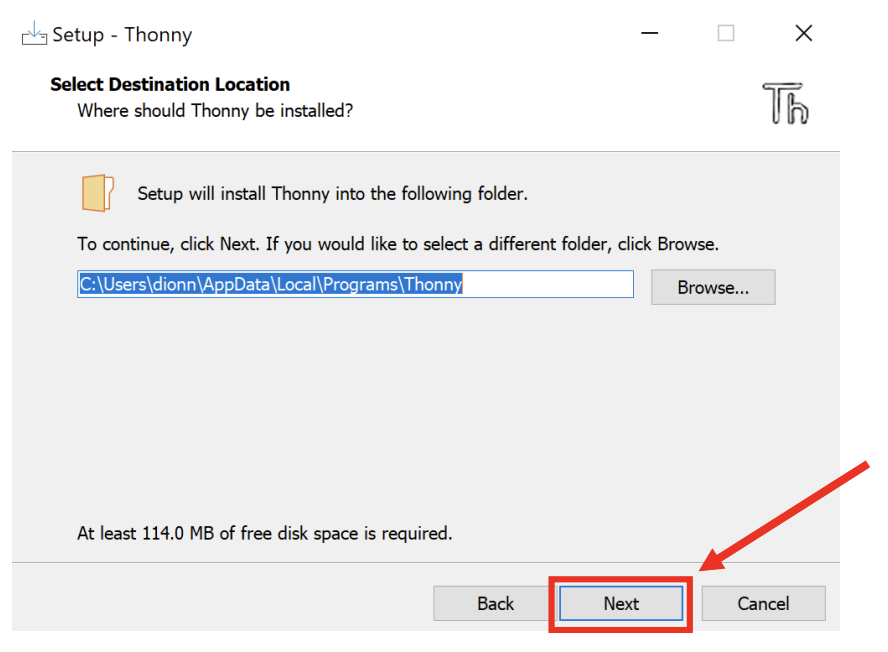 Setup - Thonny
Select Destination Location
Where should Thonny be installed?
Th
Setup will install Thonny into the following folder.
To continue, click Next. If you would like to select a different folder, click Browse.
C:\Users\dionn\AppData\Local\Programs\Thonny
Browse...
At least 114.0 MB of free disk space is required.
Back Next Cancel